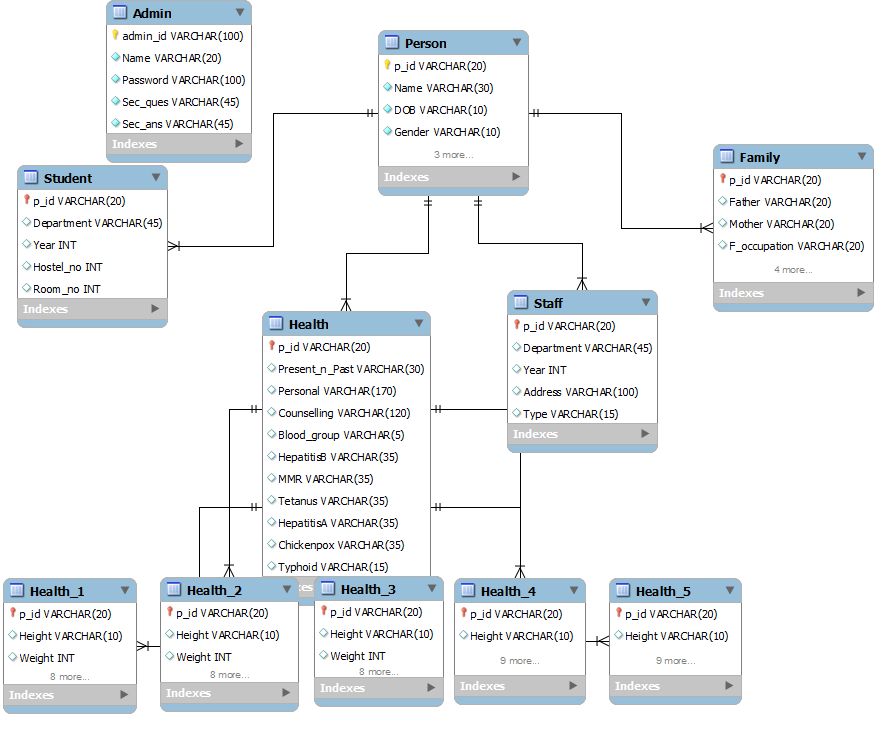 Admin
admin_id VARCHAR(100)
Name VARCHAR(20)
Password VARCHAR(100)
Sec_ques VARCHAR(45)
Sec_ans VARCHAR(45)
Indexes
Person
p_id VARCHAR(20)
Name VARCHAR(30)
DOB VARCHAR(10)
Gender VARCHAR(10)
3 more...
Indexes
Student
p_id VARCHAR(20)
Department VARCHAR(45)
Year INT
Hostel_no INT
Room_no INT
Indexes
Family
p_id VARCHAR(20)
Father VARCHAR(20)
Mother VARCHAR(20)
F_occupation VARCHAR(20)
4 more...
Indexes
Health
p_id VARCHAR(20)
Present_n_Past VARCHAR(30)
Personal VARCHAR(170)
Counselling VARCHAR(120)
Blood_group VARCHAR(5)
HepatitisB VARCHAR(35)
MMR VARCHAR(35)
Tetanus VARCHAR(35)
HepatitisA VARCHAR(35)
Chickenpox VARCHAR(35)
Typhoid VARCHAR(15)
Staff
p_id VARCHAR(20)
Department VARCHAR(45)
Year INT
Address VARCHAR(100)
Type VARCHAR(15)
Indexes
Health_1
p_id VARCHAR(20)
Height VARCHAR(10)
Weight INT
8 more...
Indexes
Health_2
p_id VARCHAR(20)
Height VARCHAR(10)
Weight INT
8 more...
Indexes
Health_3
p_id VARCHAR(20)
Height VARCHAR(10)
Weight INT
8 more...
Indexes
Health_4
p_id VARCHAR(20)
Height VARCHAR(10)
9 more...
Indexes
Health_5
p_id VARCHAR(20)
Height VARCHAR(10)
9 more...
Indexes